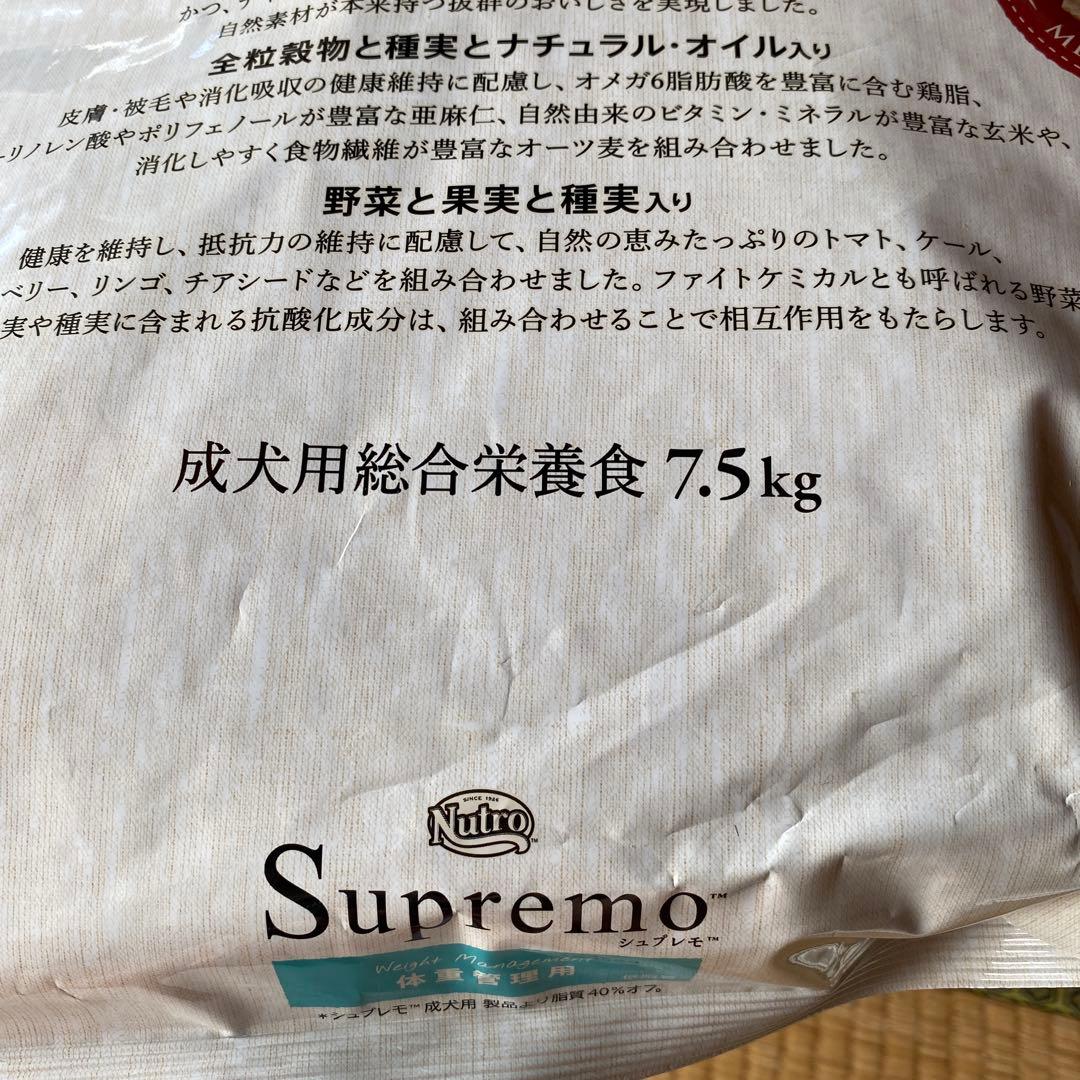 かつ、
自然素材が本来持つ抜群のおいしさを実現しました。
全粒穀物と種実とナチュラル・オイル入り
皮膚・被毛や消化吸収の健康維持に配慮し、オメガ6脂肪酸を豊富に含む鶏脂、
リノレン酸やポリフェノールが豊富な亜麻仁、自然由来のビタミン・ミネラルが豊富な玄米や、
消化しやすく食物繊維が豊富なオーツ麦を組み合わせました。
野菜と果実と種実入り
健康を維持し、抵抗力の維持に配慮して、自然の恵みたっぷりのトマト、ケール、
ベリー、リンゴ、チアシードなどを組み合わせました。ファイトケミカルとも呼ばれる野菜
実や種実に含まれる抗酸化成分は、組み合わせることで相互作用をもたらします。
成犬用総合栄養食 7.5kg
SINCE 1926
Nutro™
Supremo™
シュプレモ™
Weight Management
体重管理用
*シュプレモ™ 成犬用 製品より脂質40%オフ。